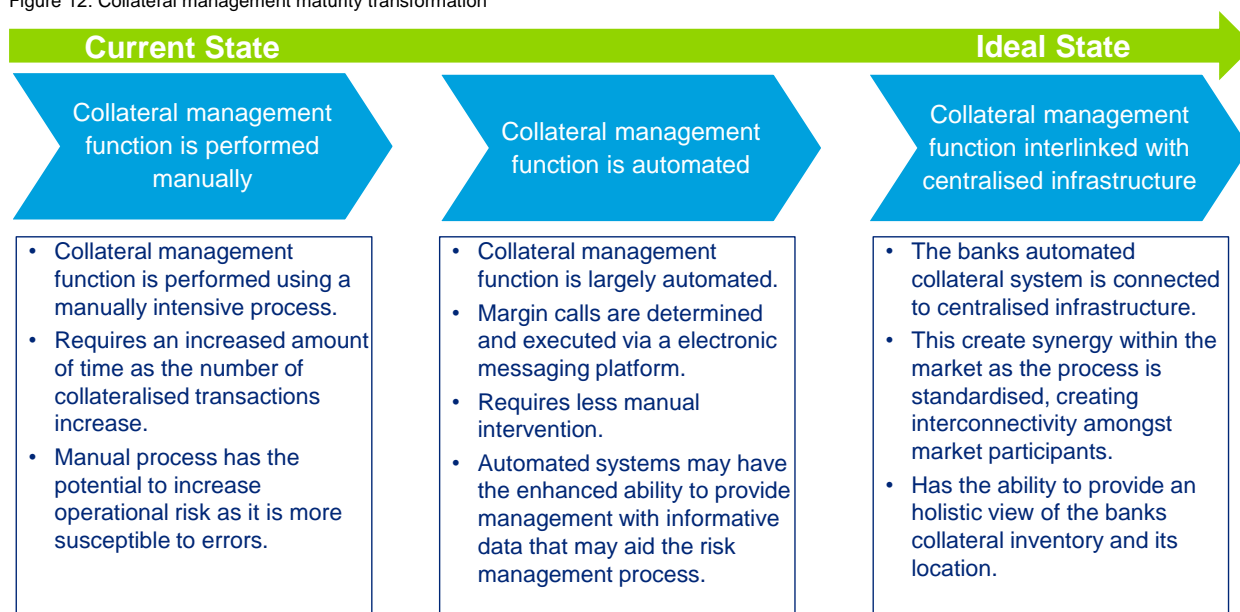 Figure 12: Collateral management maturity transformation
Current State
Ideal State
Collateral management
function is performed
manually
Collateral management
function is automated
Collateral management
function interlinked with
centralised infrastructure
• Collateral management
function is performed using a
manually intensive process.
• Requires an increased amount
of time as the number of
collateralised transactions
increase.
• Manual process has the
potential to increase
operational risk as it is more
susceptible to errors.
• Collateral management
function is largely automated.
• Margin calls are determined
and executed via a electronic
messaging platform.
• Requires less manual
intervention.
• Automated systems may have
the enhanced ability to provide
management with informative
data that may aid the risk
management process.
• The banks automated
collateral system is connected
to centralised infrastructure.
• This create synergy within the
market as the process is
standardised, creating
interconnectivity amongst
market participants.
• Has the ability to provide an
holistic view of the banks
collateral inventory and its
location.